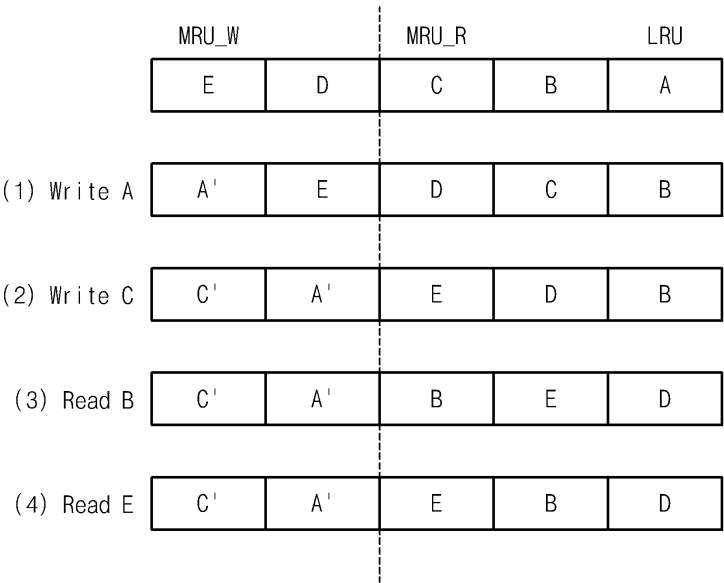 MRU_W MRU_R LRU
E D C B A
(1) Write A A' E D C B
(2) Write C C' A' E D B
(3) Read B C' A' B E D
(4) Read E C' A' E B D